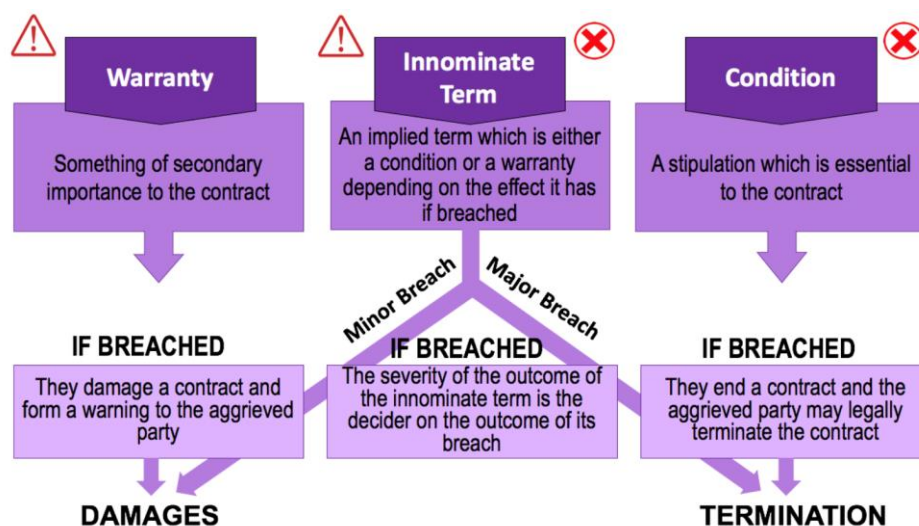 Warranty
Something of secondary
importance to the contract
IF BREACHED
They damage a contract and
form a warning to the aggrieved
party
DAMAGES
Innominate
Term
An implied term which is either
a condition or a warranty
depending on the effect it has
if breached
Minor Breach
Major Breach
IF BREACHED
The severity of the outcome of
the innominate term is the
decider on the outcome of its
breach
Condition
A stipulation which is essential
to the contract
IF BREACHED
They end a contract and the
aggrieved party may legally
terminate the contract
TERMINATION